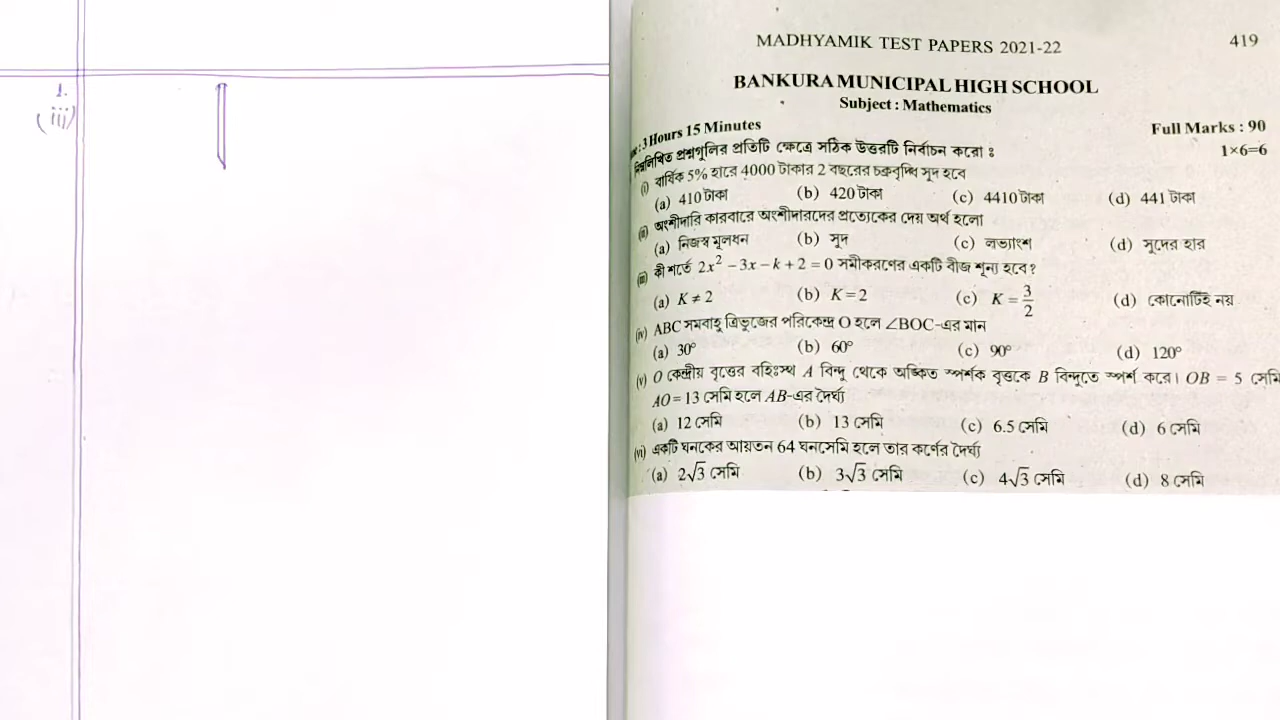 1.
(iii)
MADHYAMIK TEST PAPERS 2021-22 419
BANKURA MUNICIPAL HIGH SCHOOL
Subject : Mathematics
: 3 Hours 15 Minutes Full Marks : 90
নিম্নলিখিত প্রশ্নগুলির প্রতিটি ক্ষেত্রে সঠিক উত্তরটি নির্বাচন করো : 1×6=6
(i) বার্ষিক 5% হারে 4000 টাকার 2 বছরের চক্রবৃদ্ধি সুদ হবে
(a) 410 টাকা (b) 420 টাকা (c) 4410 টাকা (d) 441 টাকা
(ii) অংশীদারি কারবারে অংশীদারদের প্রত্যেকের দেয় অর্থ হলো
(a) নিজস্ব মূলধন (b) সুদ (c) লভ্যাংশ (d) সুদের হার
(iii) কী শর্তে 2x² − 3x − k + 2 = 0 সমীকরণের একটি বীজ শূন্য হবে?
(a) K ≠ 2 (b) K = 2 (c) K = 3/2 (d) কোনোটিই নয়
(iv) ABC সমবাহু ত্রিভুজের পরিকেন্দ্র O হলে ∠BOC-এর মান
(a) 30° (b) 60° (c) 90° (d) 120°
(v) O কেন্দ্রীয় বৃত্তের বহিঃস্থ A বিন্দু থেকে অঙ্কিত স্পর্শক বৃত্তকে B বিন্দুতে স্পর্শ করে। OB = 5 সেমি
AO = 13 সেমি হলে AB-এর দৈর্ঘ্য
(a) 12 সেমি (b) 13 সেমি (c) 6.5 সেমি (d) 6 সেমি
(vi) একটি ঘনকের আয়তন 64 ঘনসেমি হলে তার কর্ণের দৈর্ঘ্য
(a) 2√3 সেমি (b) 3√3 সেমি (c) 4√3 সেমি (d) 8 সেমি